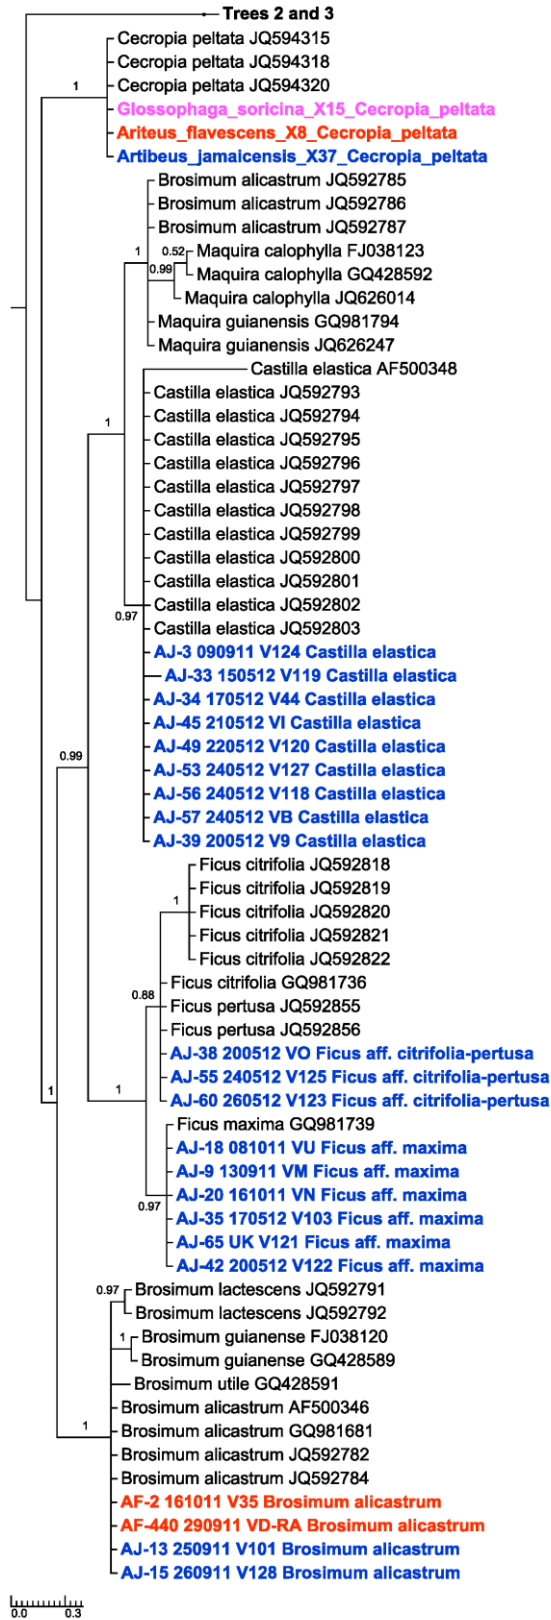 Trees 2 and 3
Cecropia peltata JQ594315
Cecropia peltata JQ594318
Cecropia peltata JQ594320
1
Glossophaga_soricina_X15_Cecropia_peltata
Ariteus_flavescens_X8_Cecropia_peltata
Artibeus_jamaicensis_X37_Cecropia_peltata
Brosimum alicastrum JQ592785
Brosimum alicastrum JQ592786
Brosimum alicastrum JQ592787
1
0.52
Maquira calophylla FJ038123
0.99
Maquira calophylla GQ428592
Maquira calophylla JQ626014
Maquira guianensis GQ981794
Maquira guianensis JQ626247
Castilla elastica AF500348
Castilla elastica JQ592793
Castilla elastica JQ592794
1
Castilla elastica JQ592795
Castilla elastica JQ592796
Castilla elastica JQ592797
Castilla elastica JQ592798
Castilla elastica JQ592799
Castilla elastica JQ592800
Castilla elastica JQ592801
Castilla elastica JQ592802
0.97
Castilla elastica JQ592803
AJ-3 090911 V124 Castilla elastica
AJ-33 150512 V119 Castilla elastica
AJ-34 170512 V44 Castilla elastica
AJ-45 210512 VI Castilla elastica
AJ-49 220512 V120 Castilla elastica
0.99
AJ-53 240512 V127 Castilla elastica
AJ-56 240512 V118 Castilla elastica
AJ-57 240512 VB Castilla elastica
AJ-39 200512 V9 Castilla elastica
Ficus citrifolia JQ592818
Ficus citrifolia JQ592819
1
Ficus citrifolia JQ592820
Ficus citrifolia JQ592821
Ficus citrifolia JQ592822
Ficus citrifolia GQ981736
0.88
Ficus pertusa JQ592855
Ficus pertusa JQ592856
AJ-38 200512 VO Ficus aff. citrifolia-pertusa
AJ-55 240512 V125 Ficus aff. citrifolia-pertusa
1
1
AJ-60 260512 V123 Ficus aff. citrifolia-pertusa
Ficus maxima GQ981739
AJ-18 081011 VU Ficus aff. maxima
AJ-9 130911 VM Ficus aff. maxima
AJ-20 161011 VN Ficus aff. maxima
0.97
AJ-35 170512 V103 Ficus aff. maxima
AJ-65 UK V121 Ficus aff. maxima
AJ-42 200512 V122 Ficus aff. maxima
0.97
Brosimum lactescens JQ592791
Brosimum lactescens JQ592792
1
Brosimum guianense FJ038120
Brosimum guianense GQ428589
Brosimum utile GQ428591
Brosimum alicastrum AF500346
1
Brosimum alicastrum GQ981681
Brosimum alicastrum JQ592782
Brosimum alicastrum JQ592784
AF-2 161011 V35 Brosimum alicastrum
AF-440 290911 VD-RA Brosimum alicastrum
AJ-13 250911 V101 Brosimum alicastrum
AJ-15 260911 V128 Brosimum alicastrum
0.0 0.3